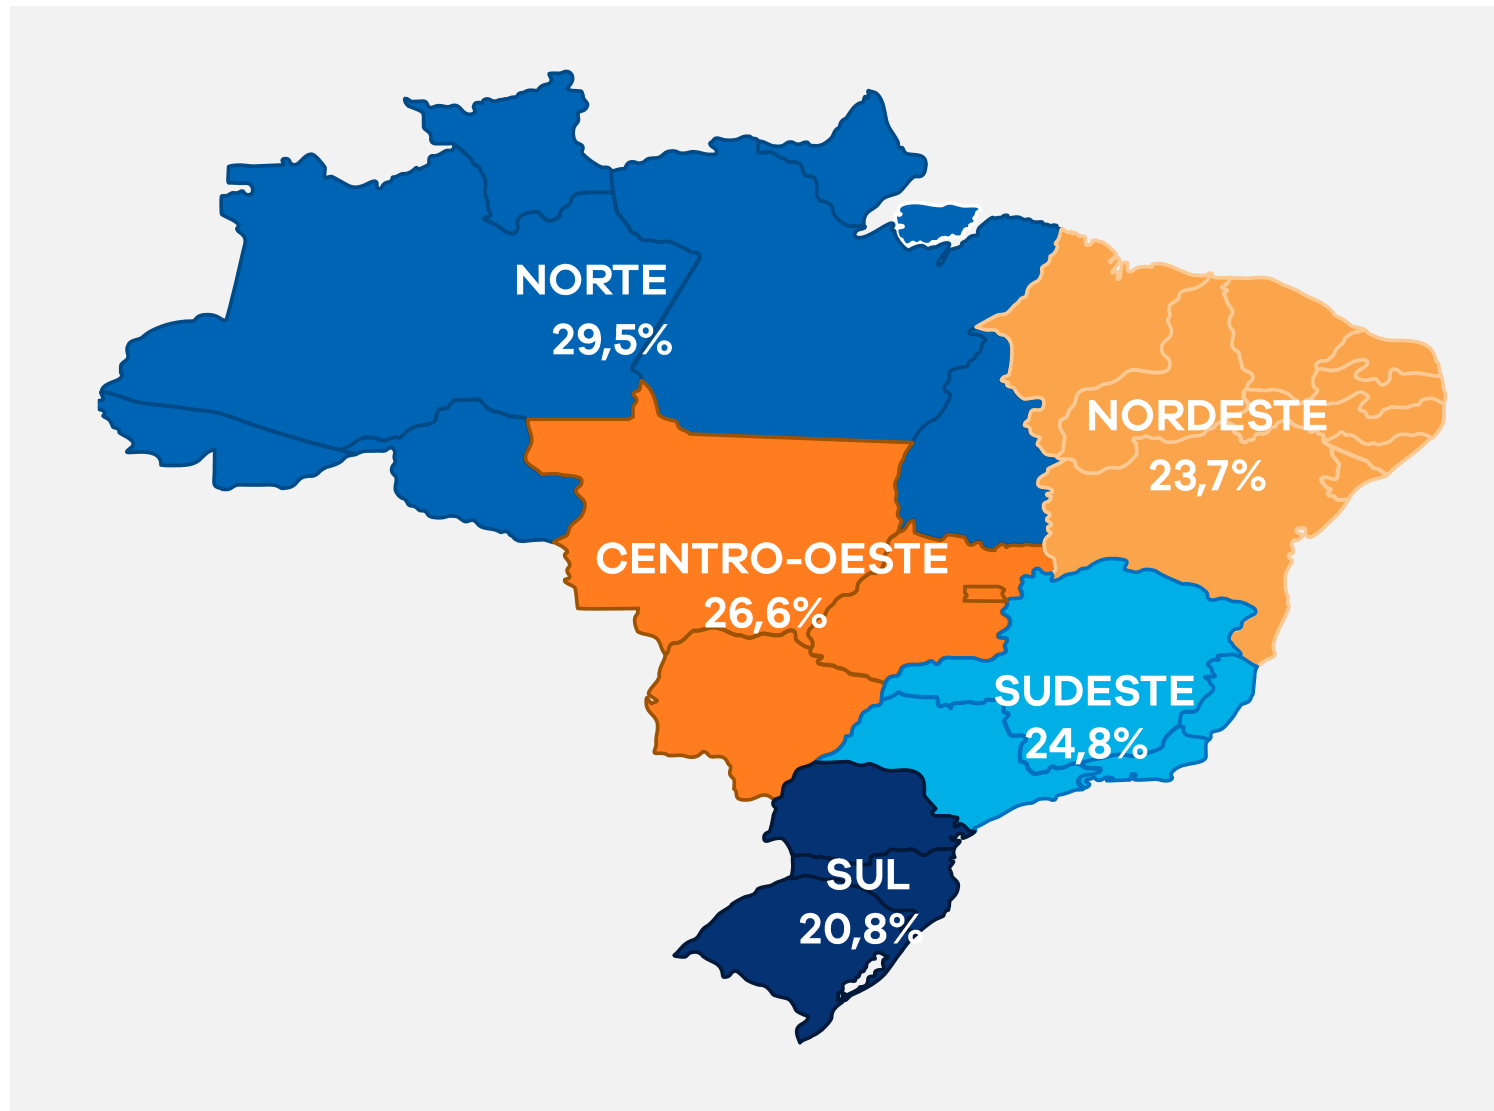 NORTE
29,5%
NORDESTE
23,7%
CENTRO-OESTE
26,6%
SUDESTE
24,8%
SUL
20,8%